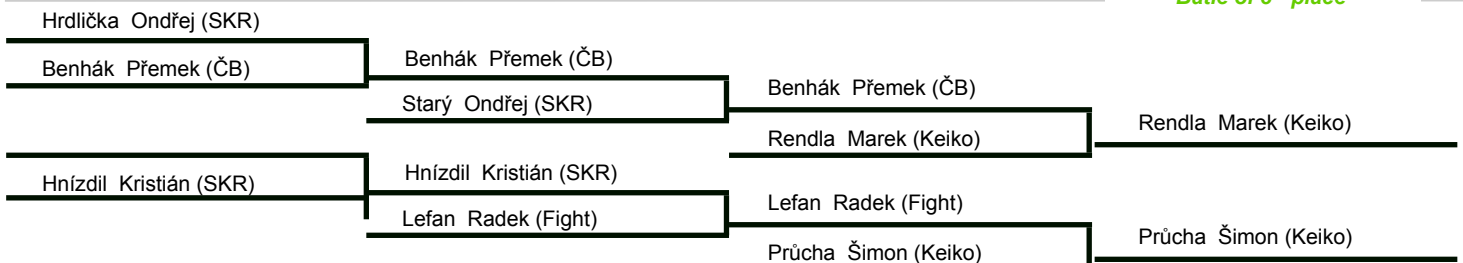 Hrdlička Ondřej (SKR)
Benhák Přemek (ČB)
Benhák Přemek (ČB)
Starý Ondřej (SKR)
Benhák Přemek (ČB)
Rendla Marek (Keiko)
Rendla Marek (Keiko)
Hnízdil Kristián (SKR)
Hnízdil Kristián (SKR)
Lefan Radek (Fight)
Lefan Radek (Fight)
Průcha Šimon (Keiko)
Průcha Šimon (Keiko)